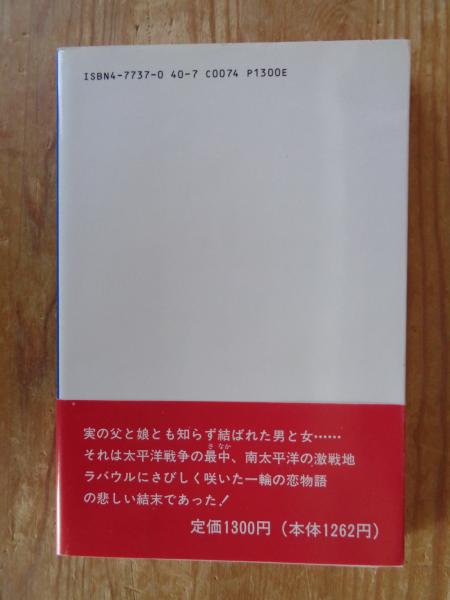 ISBN4-7737-0 40-7 C0074 P1300E
実の父と娘とも知らず結ばれた男と女……
それは太平洋戦争の最中、南太平洋の激戦地
ラバウルにさびしく咲いた一輪の恋物語
の悲しい結末であった！
定価1300円（本体1262円）